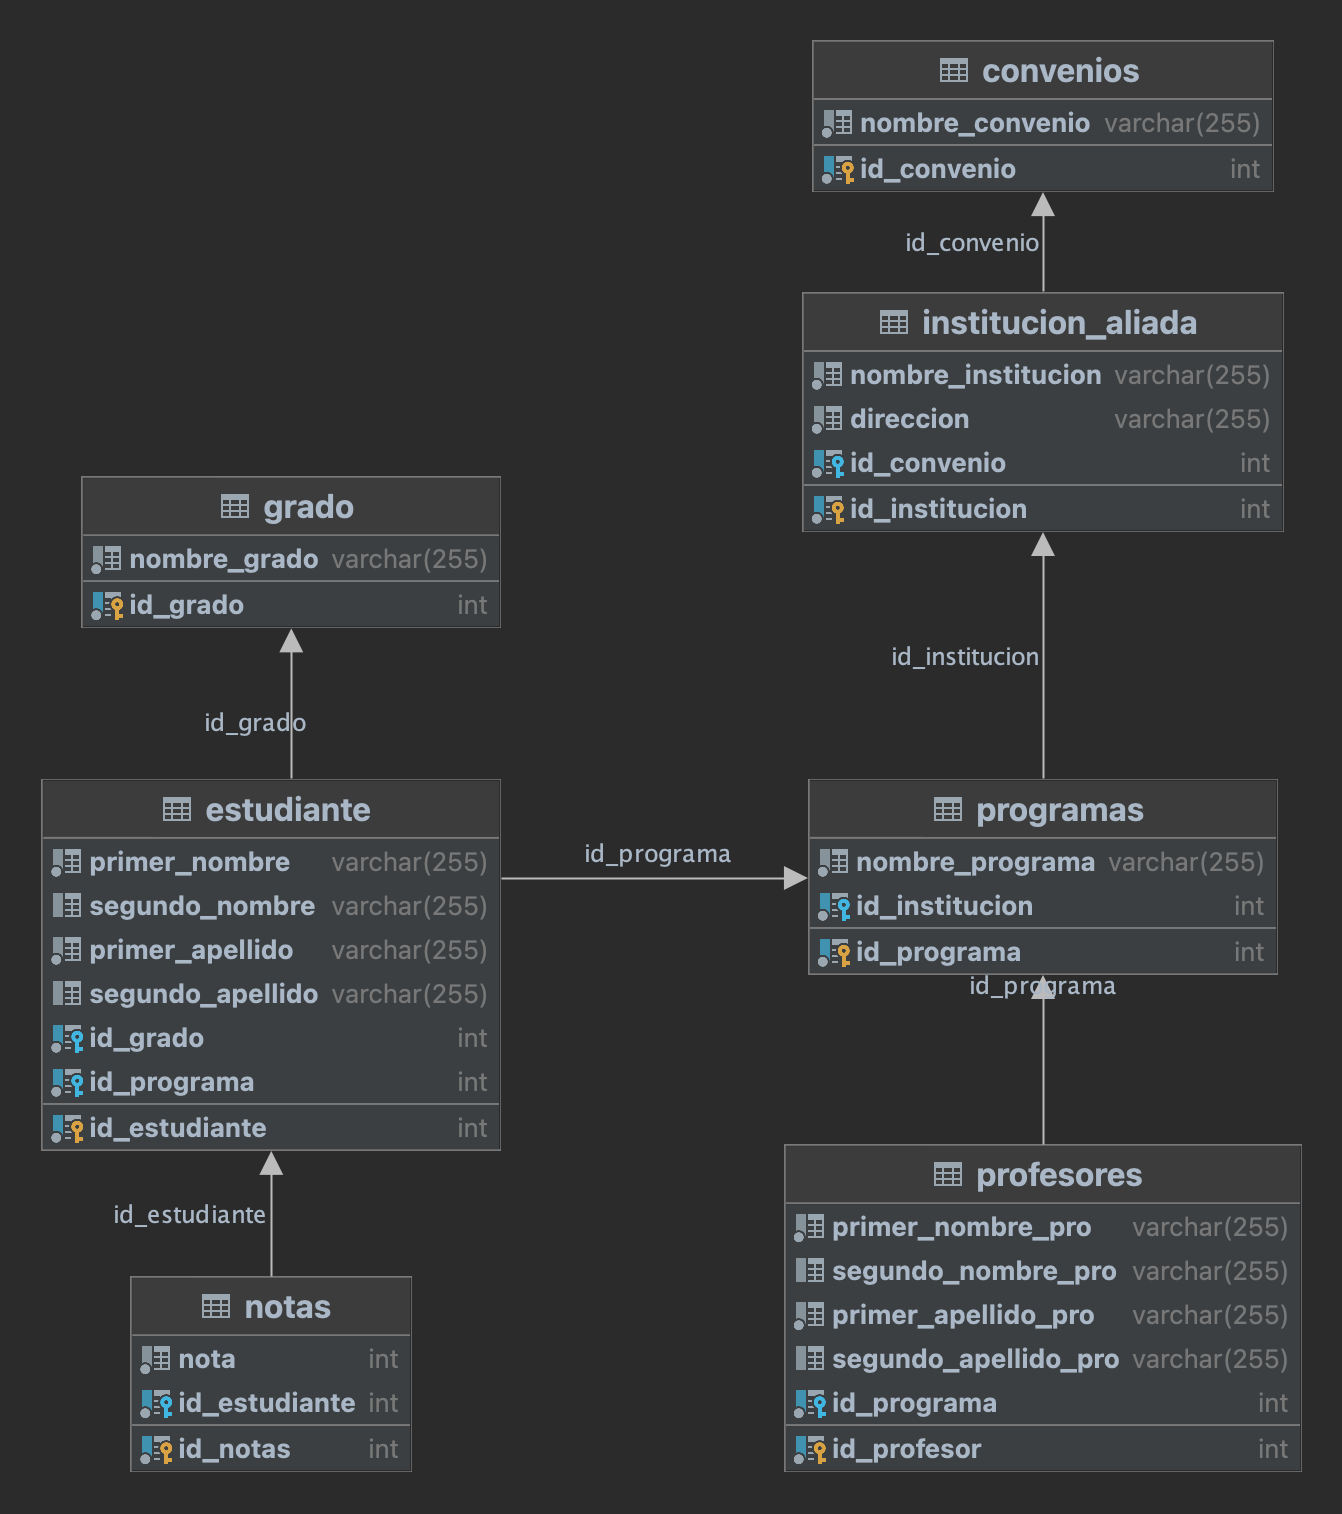 convenios
nombre_convenio varchar(255)
id_convenio int
id_convenio
institucion_aliada
nombre_institucion varchar(255)
direccion varchar(255)
id_convenio int
id_institucion int
grado
nombre_grado varchar(255)
id_grado int
id_institucion
id_grado
estudiante
primer_nombre varchar(255)
segundo_nombre varchar(255)
primer_apellido varchar(255)
segundo_apellido varchar(255)
id_grado int
id_programa int
id_estudiante int
id_programa
programas
nombre_programa varchar(255)
id_institucion int
id_programa int
id_programa
id_estudiante
notas
nota int
id_estudiante int
id_notas int
profesores
primer_nombre_pro varchar(255)
segundo_nombre_pro varchar(255)
primer_apellido_pro varchar(255)
segundo_apellido_pro varchar(255)
id_programa int
id_profesor int